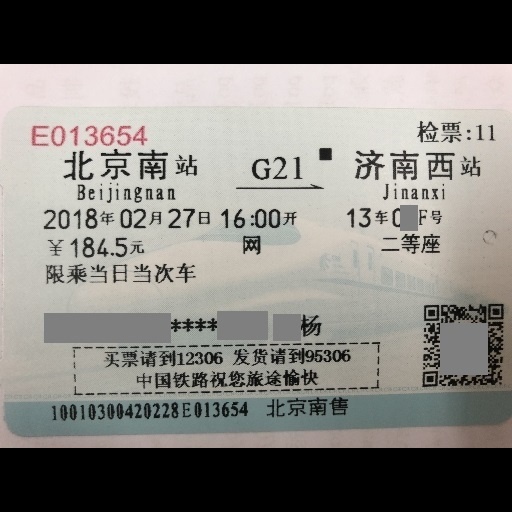 E013654 检票:11
北京南站 G21 济南西站
Beijingnan Jinanxi
2018年02月27日 16:00开 13车0 F号
￥184.5元 网 二等座
限乘当日当次车
**** 杨
买票请到12306 发货请到95306
中国铁路祝您旅途愉快
10010300420228E013654 北京南售